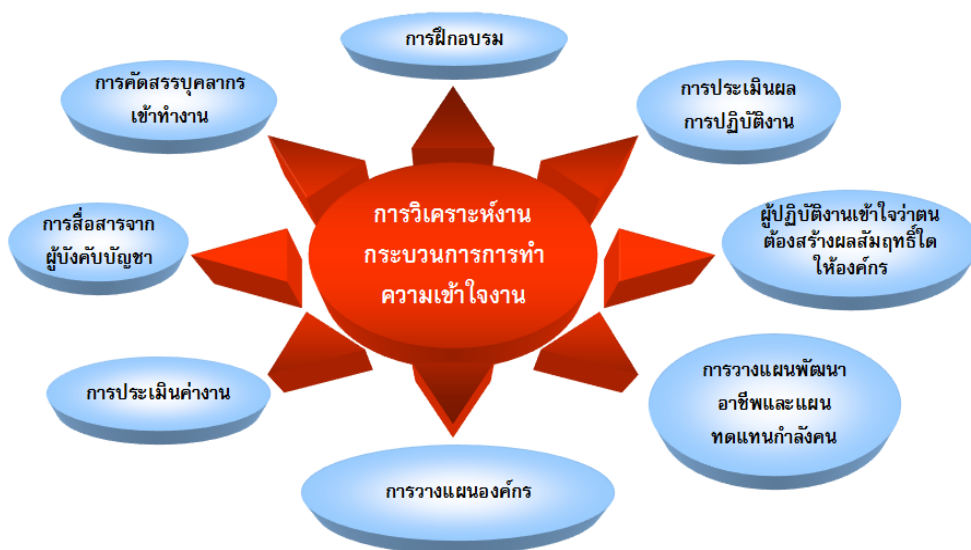 การฝึกอบรม
การคัดสรรบุคลากร
เข้าทำงาน
การประเมินผล
การปฏิบัติงาน
การสื่อสารจาก
ผู้บังคับบัญชา
การวิเคราะห์งาน
กระบวนการการทำ
ความเข้าใจงาน
ผู้ปฏิบัติงานเข้าใจว่าตน
ต้องสร้างผลสัมฤทธิ์ใด
ให้องค์กร
การประเมินค่างาน
การวางแผนพัฒนา
อาชีพและแผน
ทดแทนกำลังคน
การวางแผนองค์กร